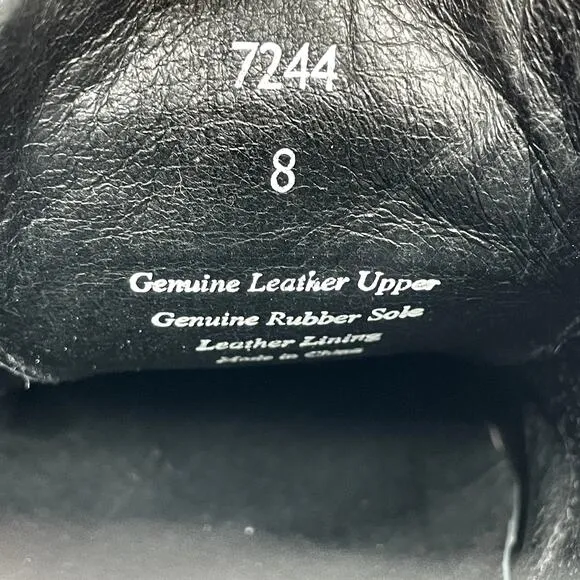 7244
8
Genuine Leather Upper
Genuine Rubber Sole
Leather Lining
Made in China